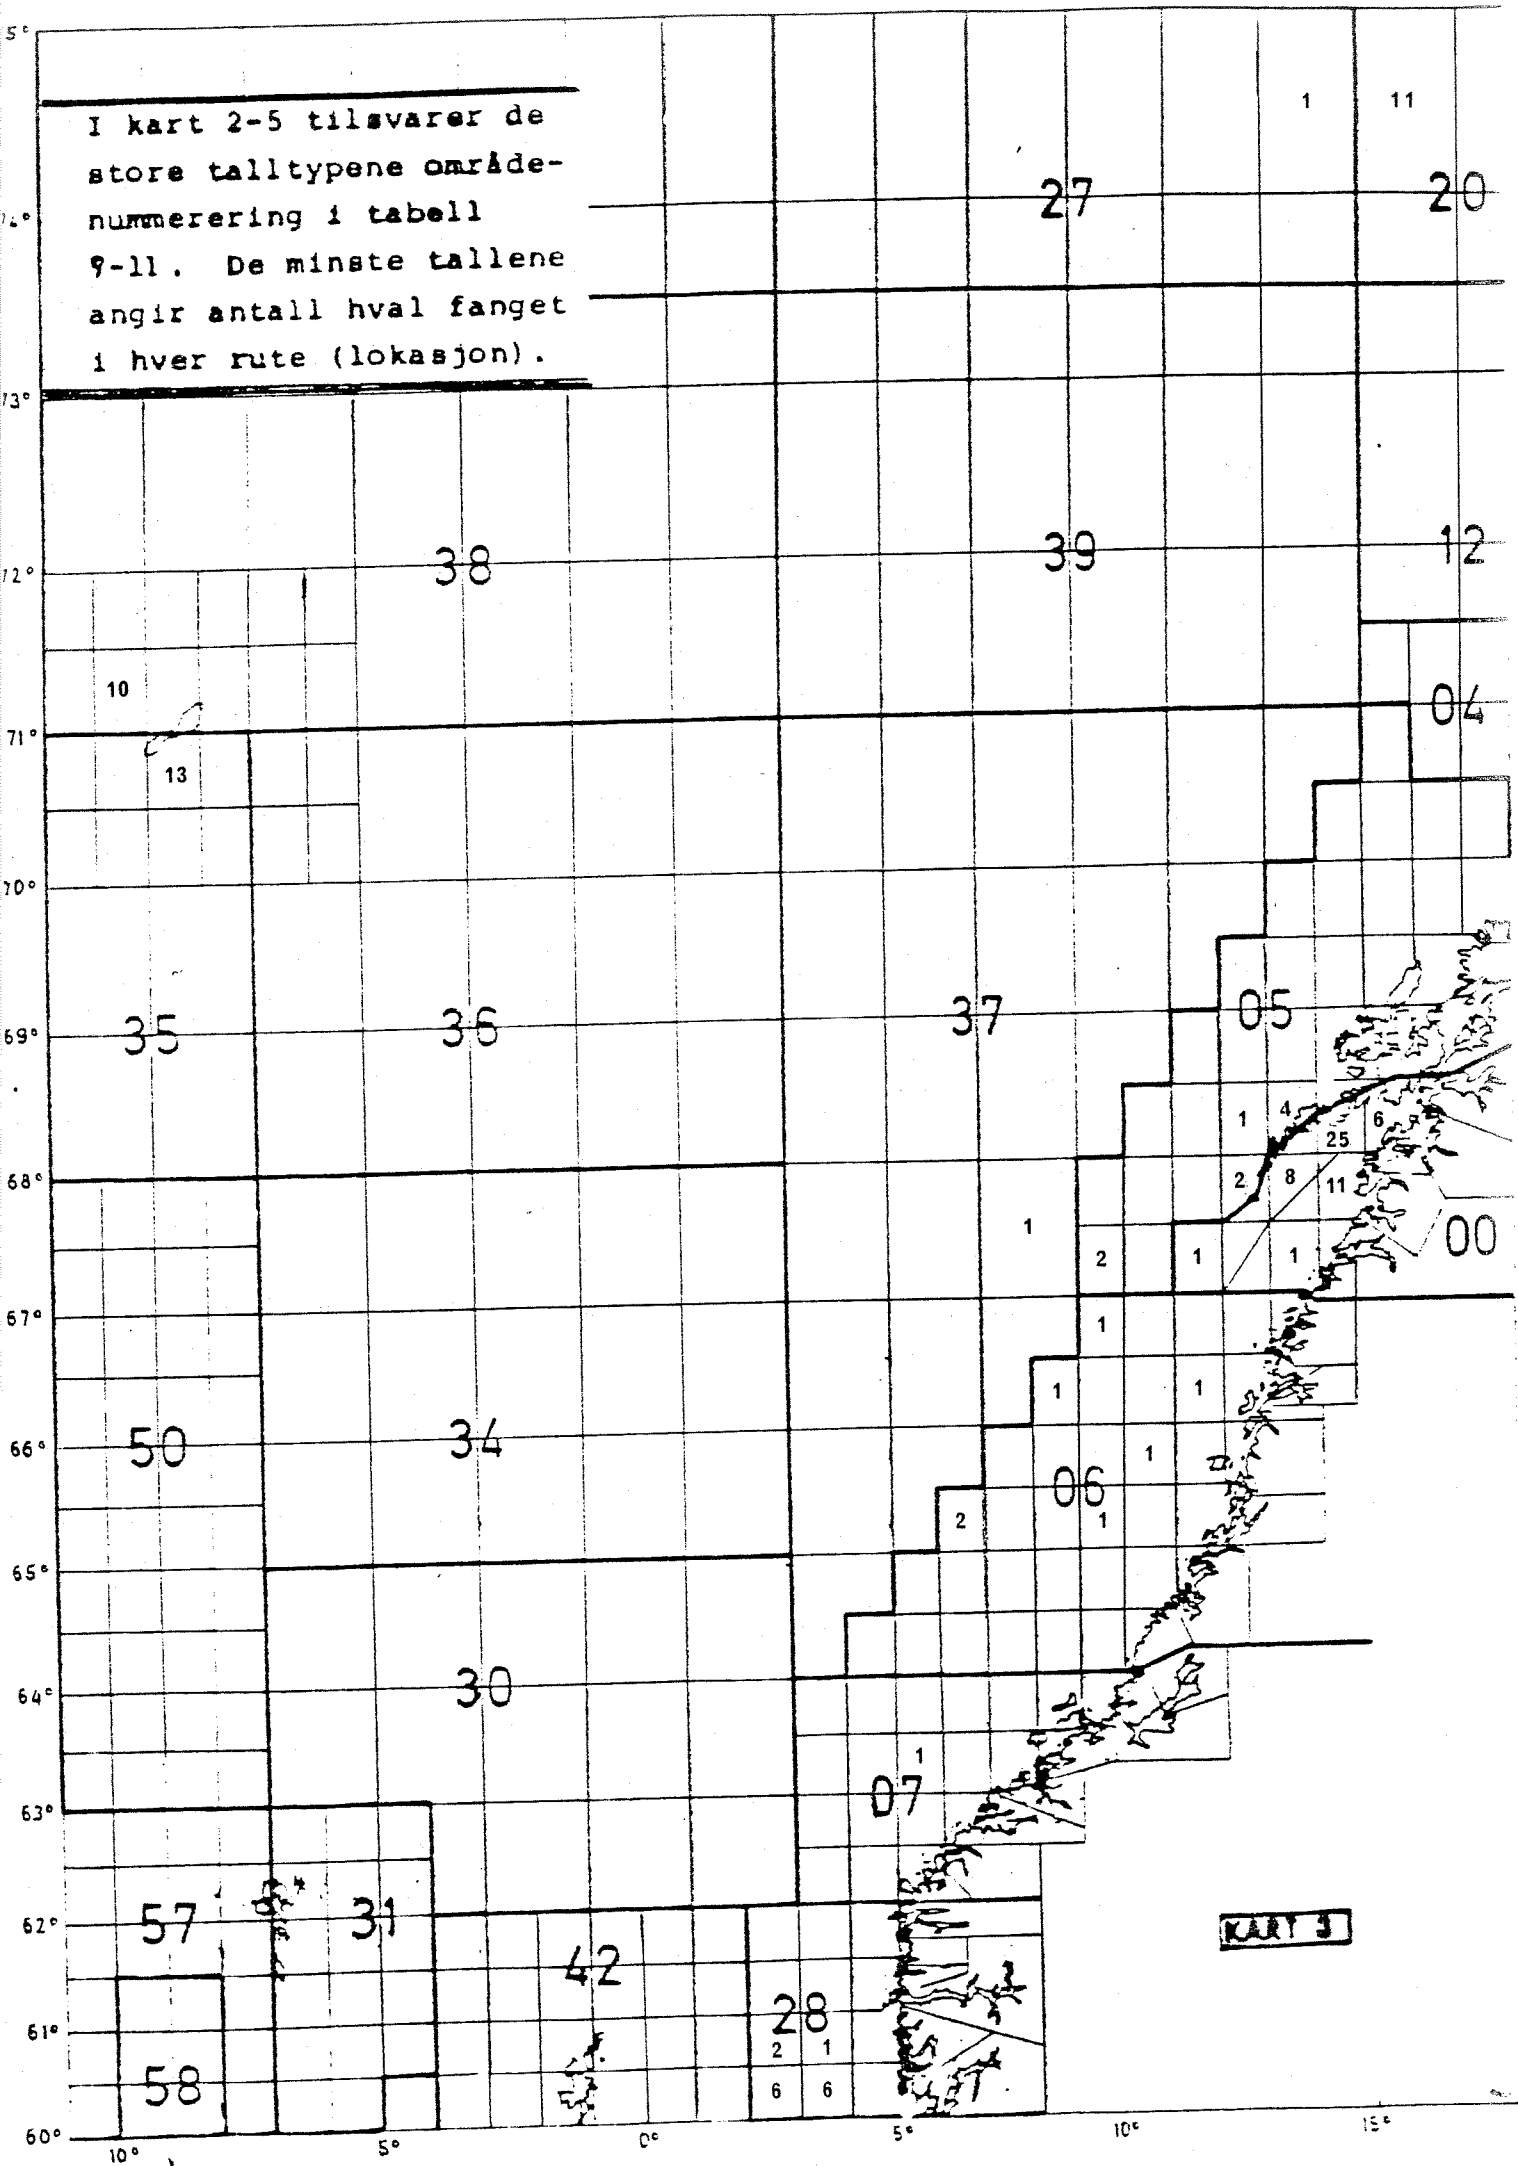 5°
1 11
I kart 2-5 tilsvarer de
store talltypene område-
nummerering i tabell
9-11. De minste tallene
angir antall hval fanget
i hver rute (lokasjon).
27 20
73°
72° 38 39 12
10
71° 04
13
70°
69° 35 36 37 05
1 4 25 6
68° 2 8 11
1 2 1 1 00
67° 1
1 1
66° 50 34 1
06
2 1
65°
64° 30
1
63° 07
57 31
62° 42 KART 3
28
61° 2 1
58 6 6
60°
10° 5° 0° 5° 10° 15°